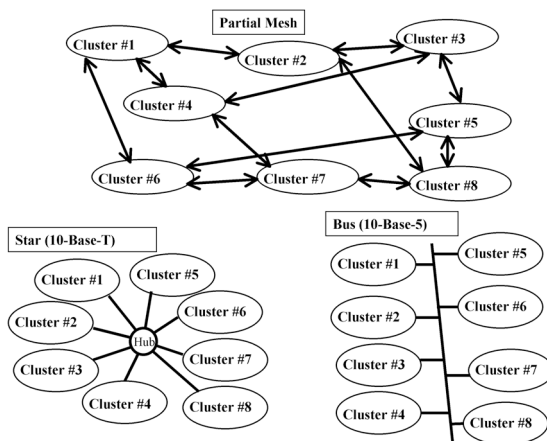 Partial Mesh
Cluster #1
Cluster #2
Cluster #3
Cluster #4
Cluster #5
Cluster #6
Cluster #7
Cluster #8
Star (10-Base-T)
Cluster #1
Cluster #5
Cluster #2
Cluster #6
Hub
Cluster #3
Cluster #7
Cluster #4
Cluster #8
Bus (10-Base-5)
Cluster #1
Cluster #5
Cluster #2
Cluster #6
Cluster #3
Cluster #7
Cluster #4
Cluster #8